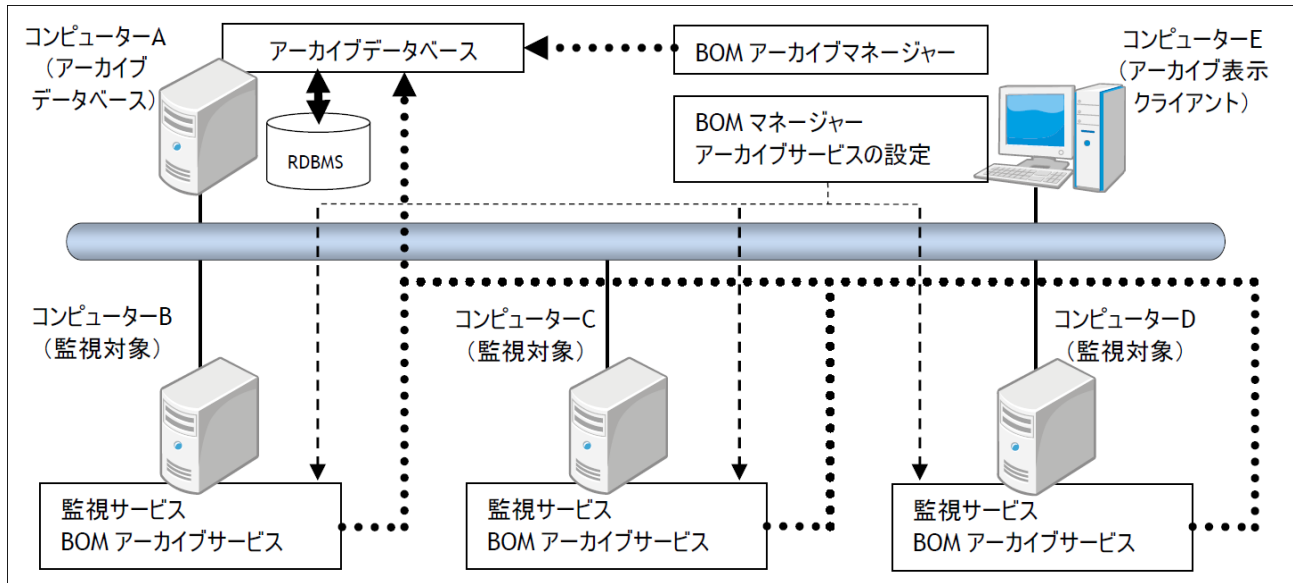 コンピューターA
（アーカイブ
データベース）
アーカイブデータベース
RDBMS
BOM アーカイブマネージャー
BOM マネージャー
アーカイブサービスの設定
コンピューターE
（アーカイブ表示
クライアント）
コンピューターB
（監視対象）
監視サービス
BOM アーカイブサービス
コンピューターC
（監視対象）
監視サービス
BOM アーカイブサービス
コンピューターD
（監視対象）
監視サービス
BOM アーカイブサービス